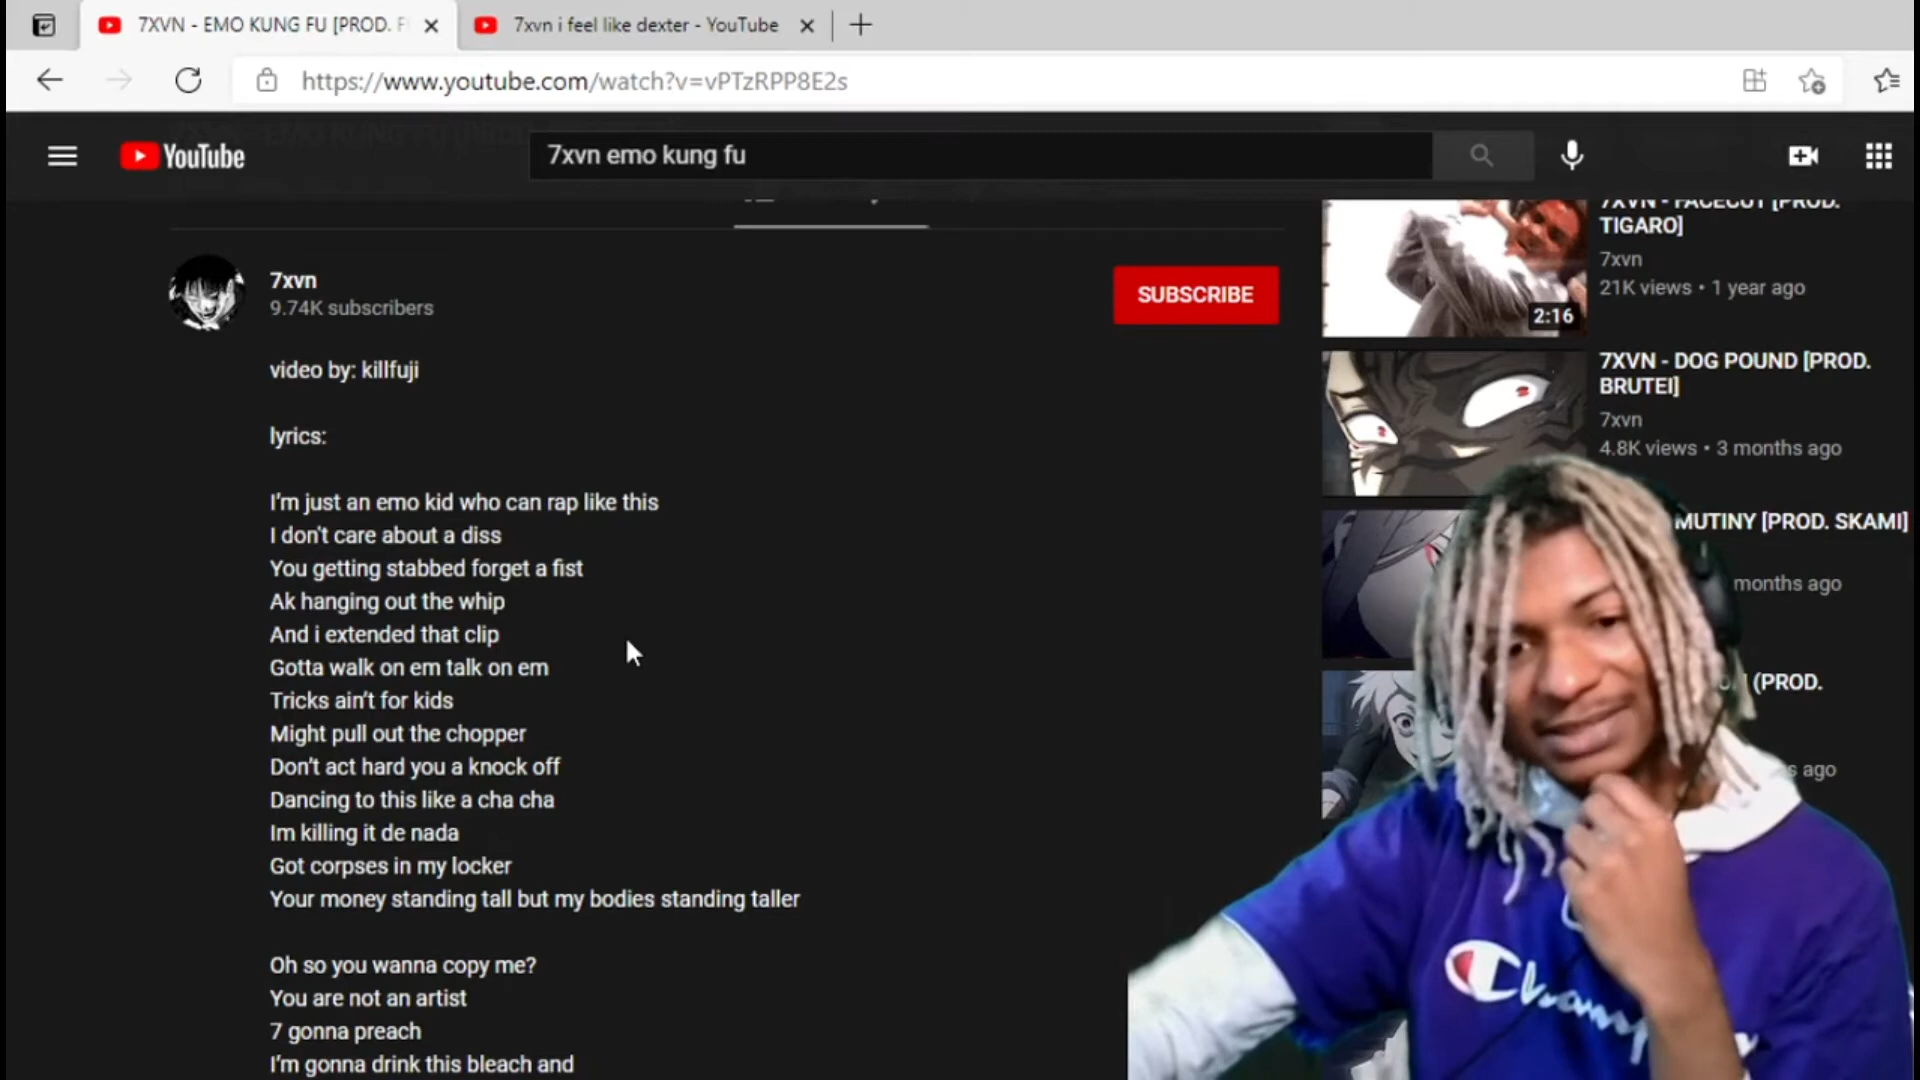 7XVN - EMO KUNG FU [PROD. F
7xvn i feel like dexter - YouTube
https://www.youtube.com/watch?v=vPTzRPP8E2s
YouTube
7xvn emo kung fu
7xvn
9.74K subscribers
SUBSCRIBE
video by: killfuji
lyrics:
I'm just an emo kid who can rap like this
I don't care about a diss
You getting stabbed forget a fist
Ak hanging out the whip
And i extended that clip
Gotta walk on em talk on em
Tricks ain't for kids
Might pull out the chopper
Don't act hard you a knock off
Dancing to this like a cha cha
Im killing it de nada
Got corpses in my locker
Your money standing tall but my bodies standing taller
Oh so you wanna copy me?
You are not an artist
7 gonna preach
I'm gonna drink this bleach and
7XVN - FACECUT [PROD.
TIGARO]
7xvn
21K views • 1 year ago
2:16
7XVN - DOG POUND [PROD.
BRUTEI]
7xvn
4.8K views • 3 months ago
MUTINY [PROD. SKAMI]
months ago
(PROD.
ago
Champ